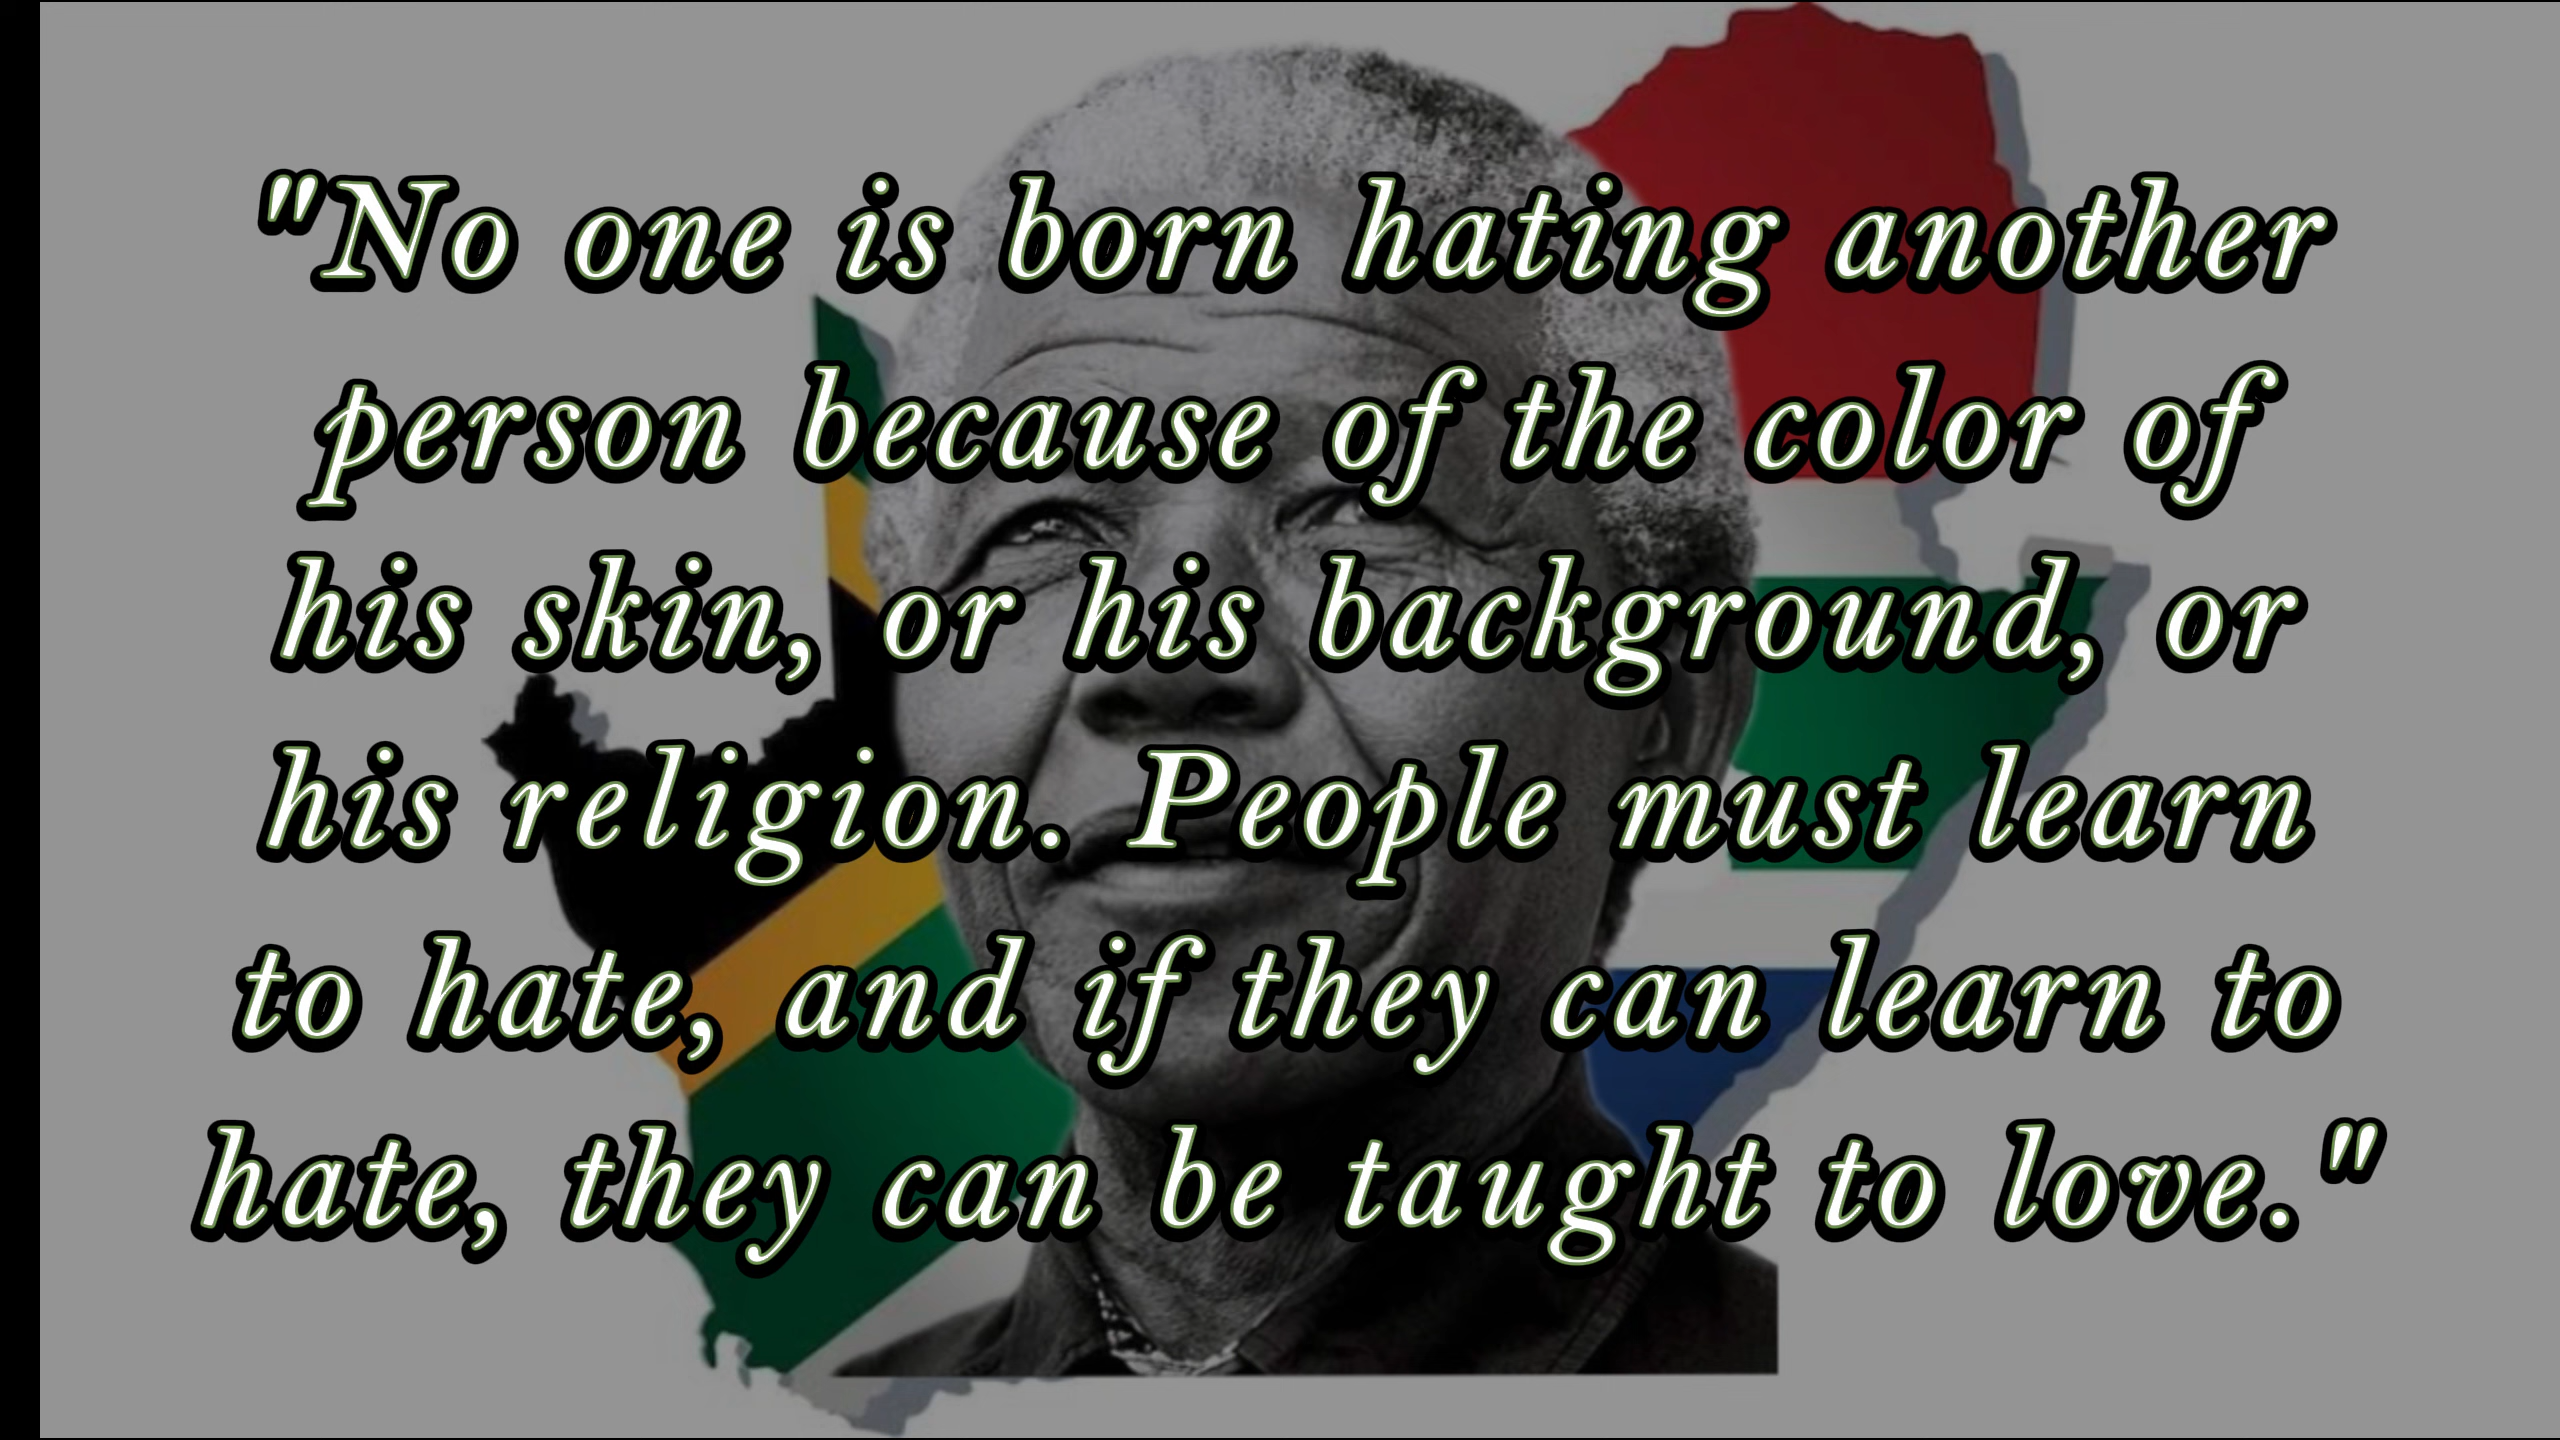 "No one is born hating another
person because of the color of
his skin, or his background, or
his religion. People must learn
to hate, and if they can learn to
hate, they can be taught to love."